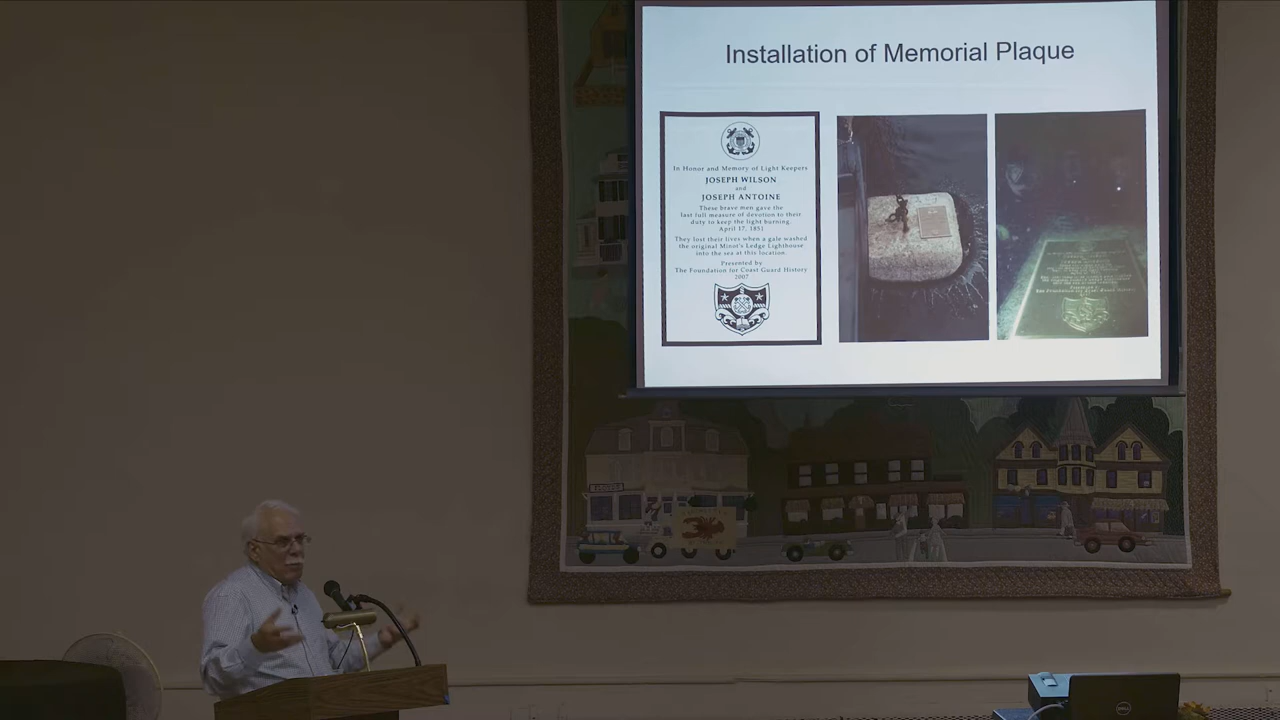 Installation of Memorial Plaque
In Honor and Memory of Light Keepers
JOSEPH WILSON
and
JOSEPH ANTOINE
These brave men gave the
last full measure of devotion to their
duty to keep the light burning.
April 17, 1851
They lost their lives when a gale washed
the original Minot's Ledge Lighthouse
into the sea at this location.
Presented by
The Foundation for Coast Guard History
2007
DELL